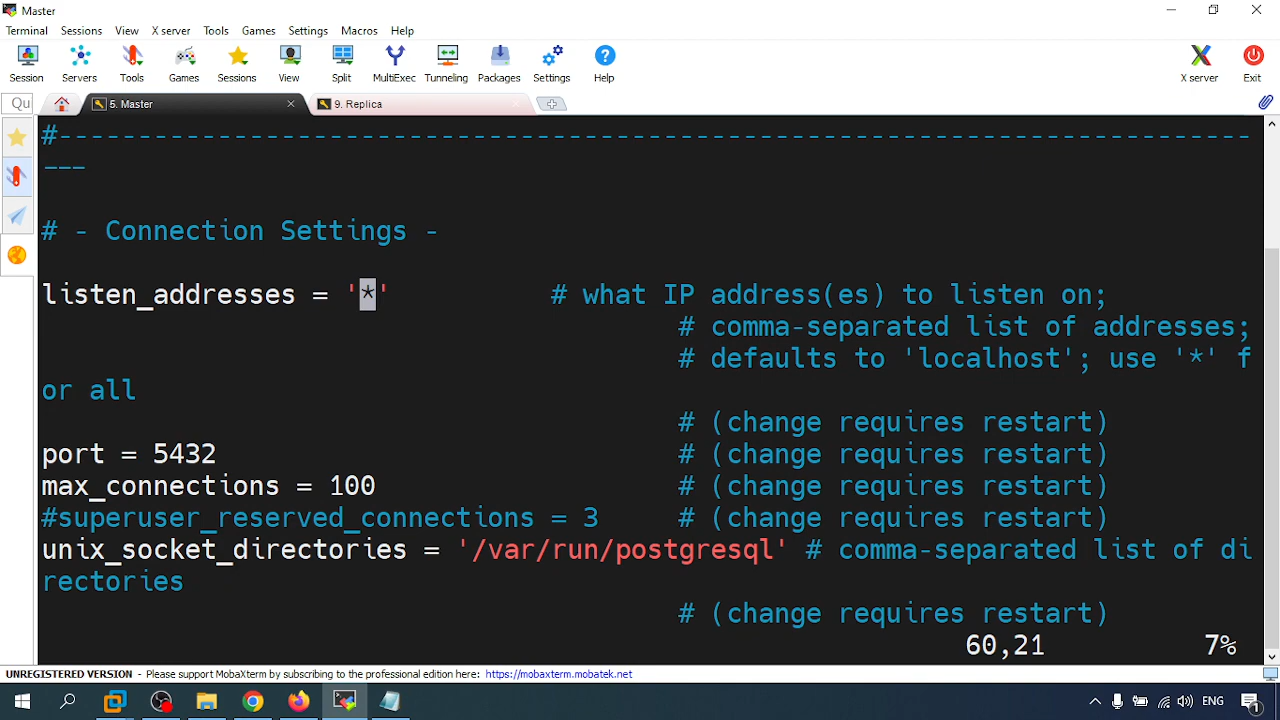 Master
Terminal Sessions View X server Tools Games Settings Macros Help
Session Servers Tools Games Sessions View Split MultiExec Tunneling Packages Settings Help X server Exit
Qu 5. Master 9. Replica
#---------------------------------------------------------------------------
---
# - Connection Settings -
listen_addresses = '*' # what IP address(es) to listen on;
# comma-separated list of addresses;
# defaults to 'localhost'; use '*' f
or all
# (change requires restart)
port = 5432 # (change requires restart)
max_connections = 100 # (change requires restart)
#superuser_reserved_connections = 3 # (change requires restart)
unix_socket_directories = '/var/run/postgresql' # comma-separated list of di
rectories
# (change requires restart)
60,21 7%
UNREGISTERED VERSION - Please support MobaXterm by subscribing to the professional edition here: https://mobaxterm.mobatek.net
ENG 1